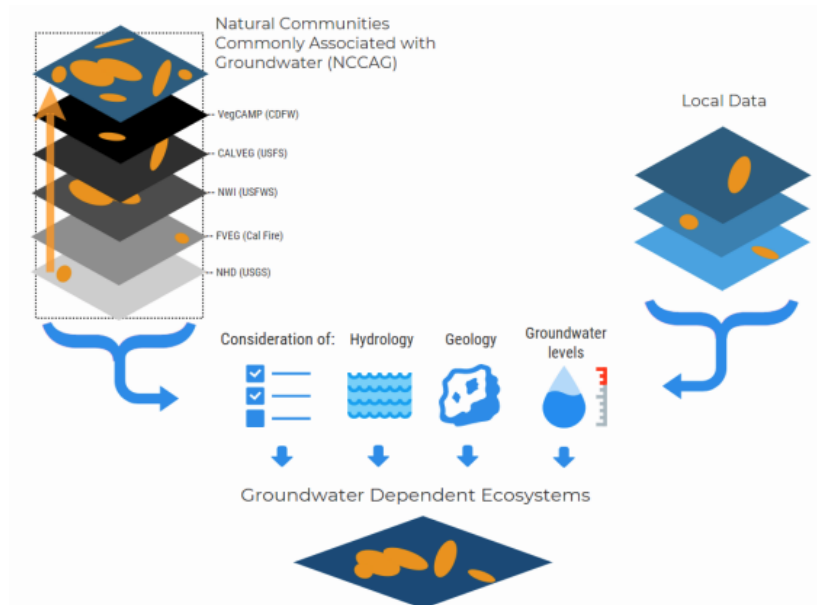 Natural Communities
Commonly Associated with
Groundwater (NCCAG)
VegCAMP (CDFW)
CALVEG (USFS)
NWI (USFWS)
FVEG (Cal Fire)
NHD (USGS)
Local Data
Consideration of:
Hydrology
Geology
Groundwater
levels
Groundwater Dependent Ecosystems